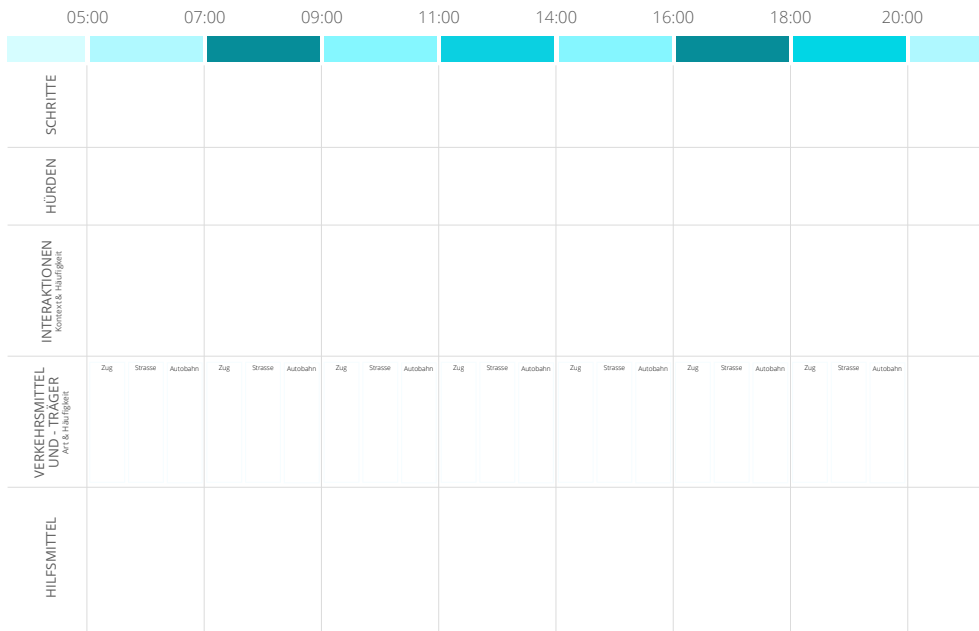 05:00 07:00 09:00 11:00 14:00 16:00 18:00 20:00
SCHRITTE
HÜRDEN
INTERAKTIONEN
Kontext & Häufigkeit
VERKEHRSMITTEL
UND - TRÄGER
Art & Häufigkeit
Zug Strasse Autobahn Zug Strasse Autobahn Zug Strasse Autobahn Zug Strasse Autobahn Zug Strasse Autobahn Zug Strasse Autobahn Zug Strasse Autobahn
HILFSMITTEL